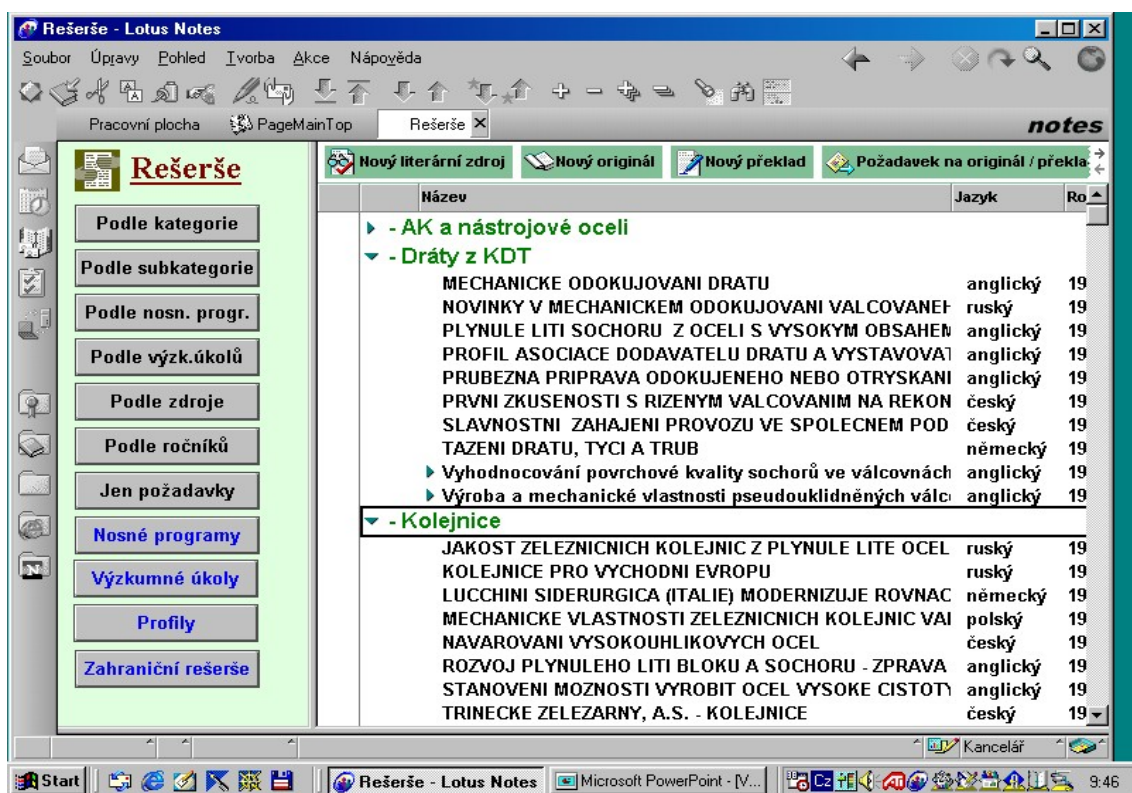 Rešerše - Lotus Notes
Soubor Úpravy Pohled Tvorba Akce Nápověda
Pracovní plocha PageMainTop Rešerše notes
Rešerše
Podle kategorie
Podle subkategorie
Podle nosn. progr.
Podle výzk.úkolů
Podle zdroje
Podle ročníků
Jen požadavky
Nosné programy
Výzkumné úkoly
Profily
Zahraniční rešerše
Nový literární zdroj Nový originál Nový překlad Požadavek na originál / překla
Název Jazyk Ro
- AK a nástrojové oceli
- Dráty z KDT
MECHANICKE ODOKUJOVANI DRATU anglický 19
NOVINKY V MECHANICKEM ODOKUJOVANI VALCOVANEH ruský 19
PLYNULE LITI SOCHORU Z OCELI S VYSOKYM OBSAHEM anglický 19
PROFIL ASOCIACE DODAVATELU DRATU A VYSTAVOVAT anglický 19
PRUBEZNA PRIPRAVA ODOKUJENEHO NEBO OTRYSKANI anglický 19
PRVNI ZKUSENOSTI S RIZENYM VALCOVANIM NA REKON český 19
SLAVNOSTNI ZAHAJENI PROVOZU VE SPOLECNEM POD český 19
TAZENI DRATU, TYCI A TRUB německý 19
Vyhodnocování povrchové kvality sochorů ve válcovnách anglický 19
Výroba a mechanické vlastnosti pseudouklidněných válc anglický 19
- Kolejnice
JAKOST ZELEZNICNICH KOLEJNIC Z PLYNULE LITE OCEL ruský 19
KOLEJNICE PRO VYCHODNI EVROPU ruský 19
LUCCHINI SIDERURGICA (ITALIE) MODERNIZUJE ROVNAC německý 19
MECHANICKE VLASTNOSTI ZELEZNICNICH KOLEJNIC VAL polský 19
NAVAROVANI VYSOKOUHLIKOVYCH OCEL český 19
ROZVOJ PLYNULEHO LITI BLOKU A SOCHORU - ZPRAVA anglický 19
STANOVENI MOZNOSTI VYROBIT OCEL VYSOKE CISTOTY anglický 19
TRINECKE ZELEZARNY, A.S. - KOLEJNICE český 19
Kancelář
Start Rešerše - Lotus Notes Microsoft PowerPoint - [V... Cz 9:46